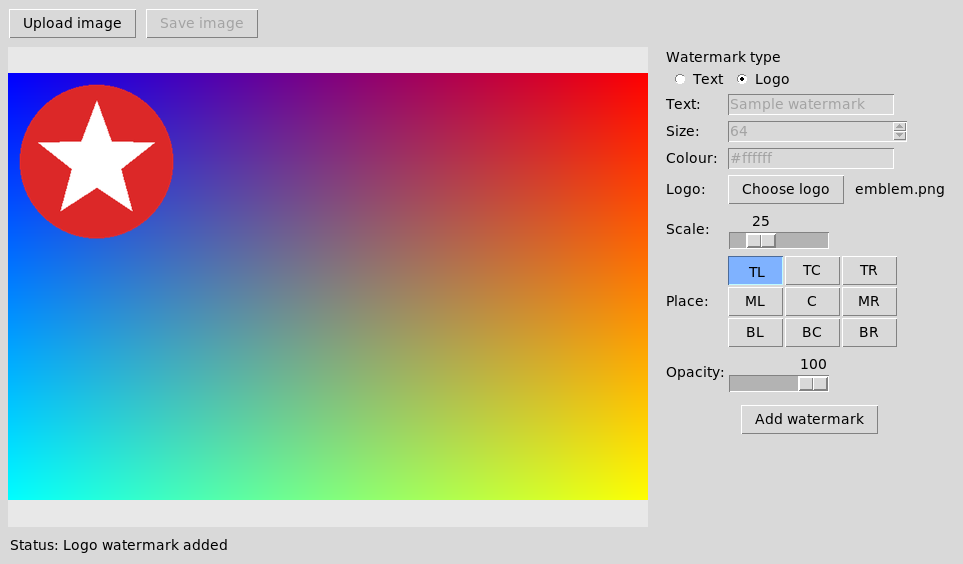 Upload image Save image
Watermark type
Text Logo
Text: Sample watermark
Size: 64
Colour: #ffffff
Logo: Choose logo emblem.png
Scale: 25
TL TC TR
Place: ML C MR
BL BC BR
Opacity: 100
Add watermark
Status: Logo watermark added